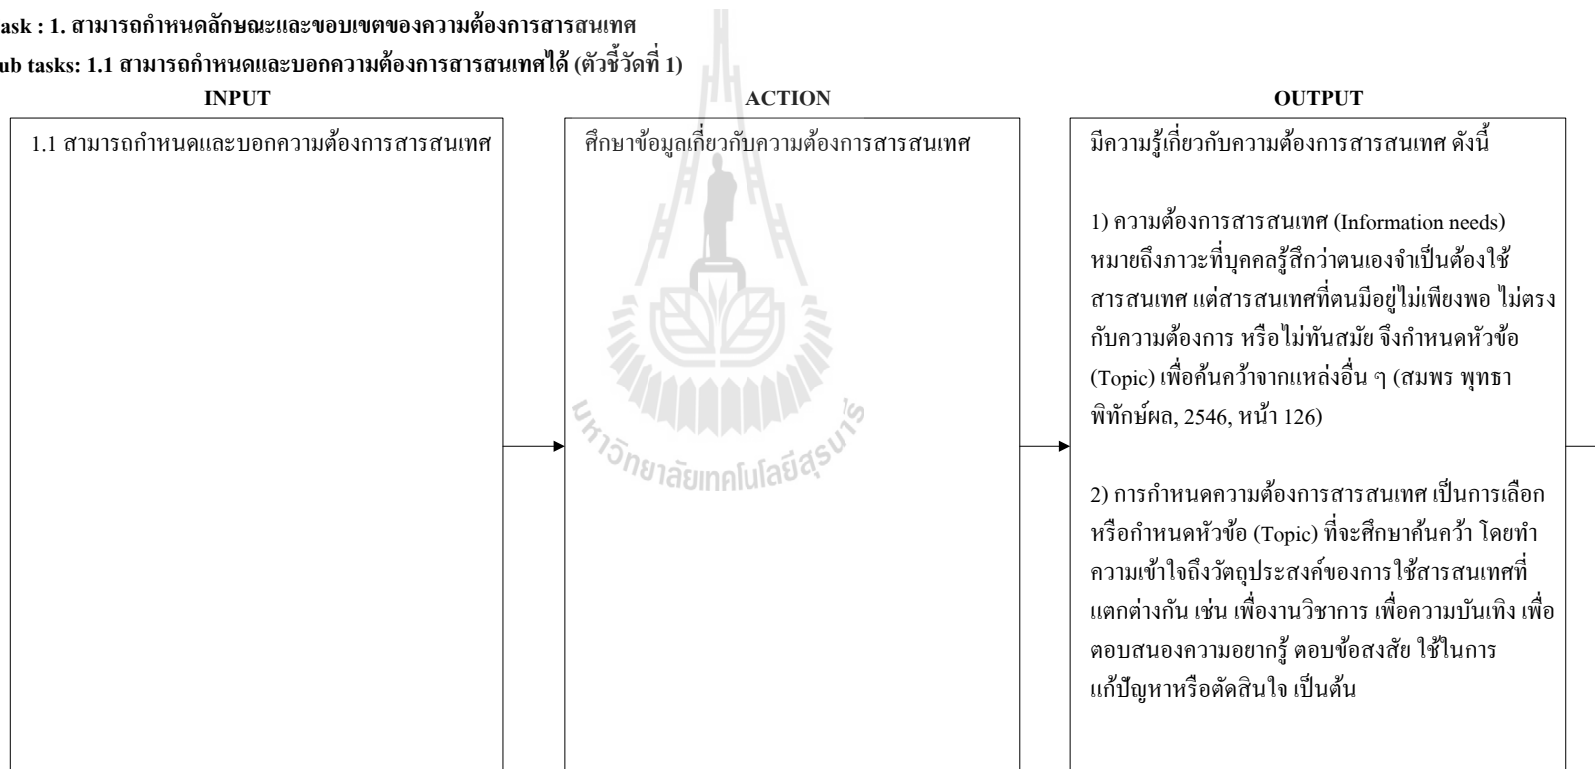 ask : 1. สามารถกำหนดลักษณะและขอบเขตของความต้องการสารสนเทศ
ub tasks: 1.1 สามารถกำหนดและบอกความต้องการสารสนเทศได้ (ตัวชี้วัดที่ 1)
INPUT
ACTION
OUTPUT
1.1 สามารถกำหนดและบอกความต้องการสารสนเทศ
ศึกษาข้อมูลเกี่ยวกับความต้องการสารสนเทศ
มีความรู้เกี่ยวกับความต้องการสารสนเทศ ดังนี้
1) ความต้องการสารสนเทศ (Information needs)
หมายถึงภาวะที่บุคคลรู้สึกว่าตนเองจำเป็นต้องใช้
สารสนเทศ แต่สารสนเทศที่ตนมีอยู่ไม่เพียงพอ ไม่ตรง
กับความต้องการ หรือไม่ทันสมัย จึงกำหนดหัวข้อ
(Topic) เพื่อค้นคว้าจากแหล่งอื่น ๆ (สมพร พุทธา
พิทักษ์ผล, 2546, หน้า 126)
2) การกำหนดความต้องการสารสนเทศ เป็นการเลือก
หรือกำหนดหัวข้อ (Topic) ที่จะศึกษาค้นคว้า โดยทำ
ความเข้าใจถึงวัตถุประสงค์ของการใช้สารสนเทศที่
แตกต่างกัน เช่น เพื่องานวิชาการ เพื่อความบันเทิง เพื่อ
ตอบสนองความอยากรู้ ตอบข้อสงสัย ใช้ในการ
แก้ปัญหาหรือตัดสินใจ เป็นต้น
มหาวิทยาลัยเทคโนโลยีสุรนารี